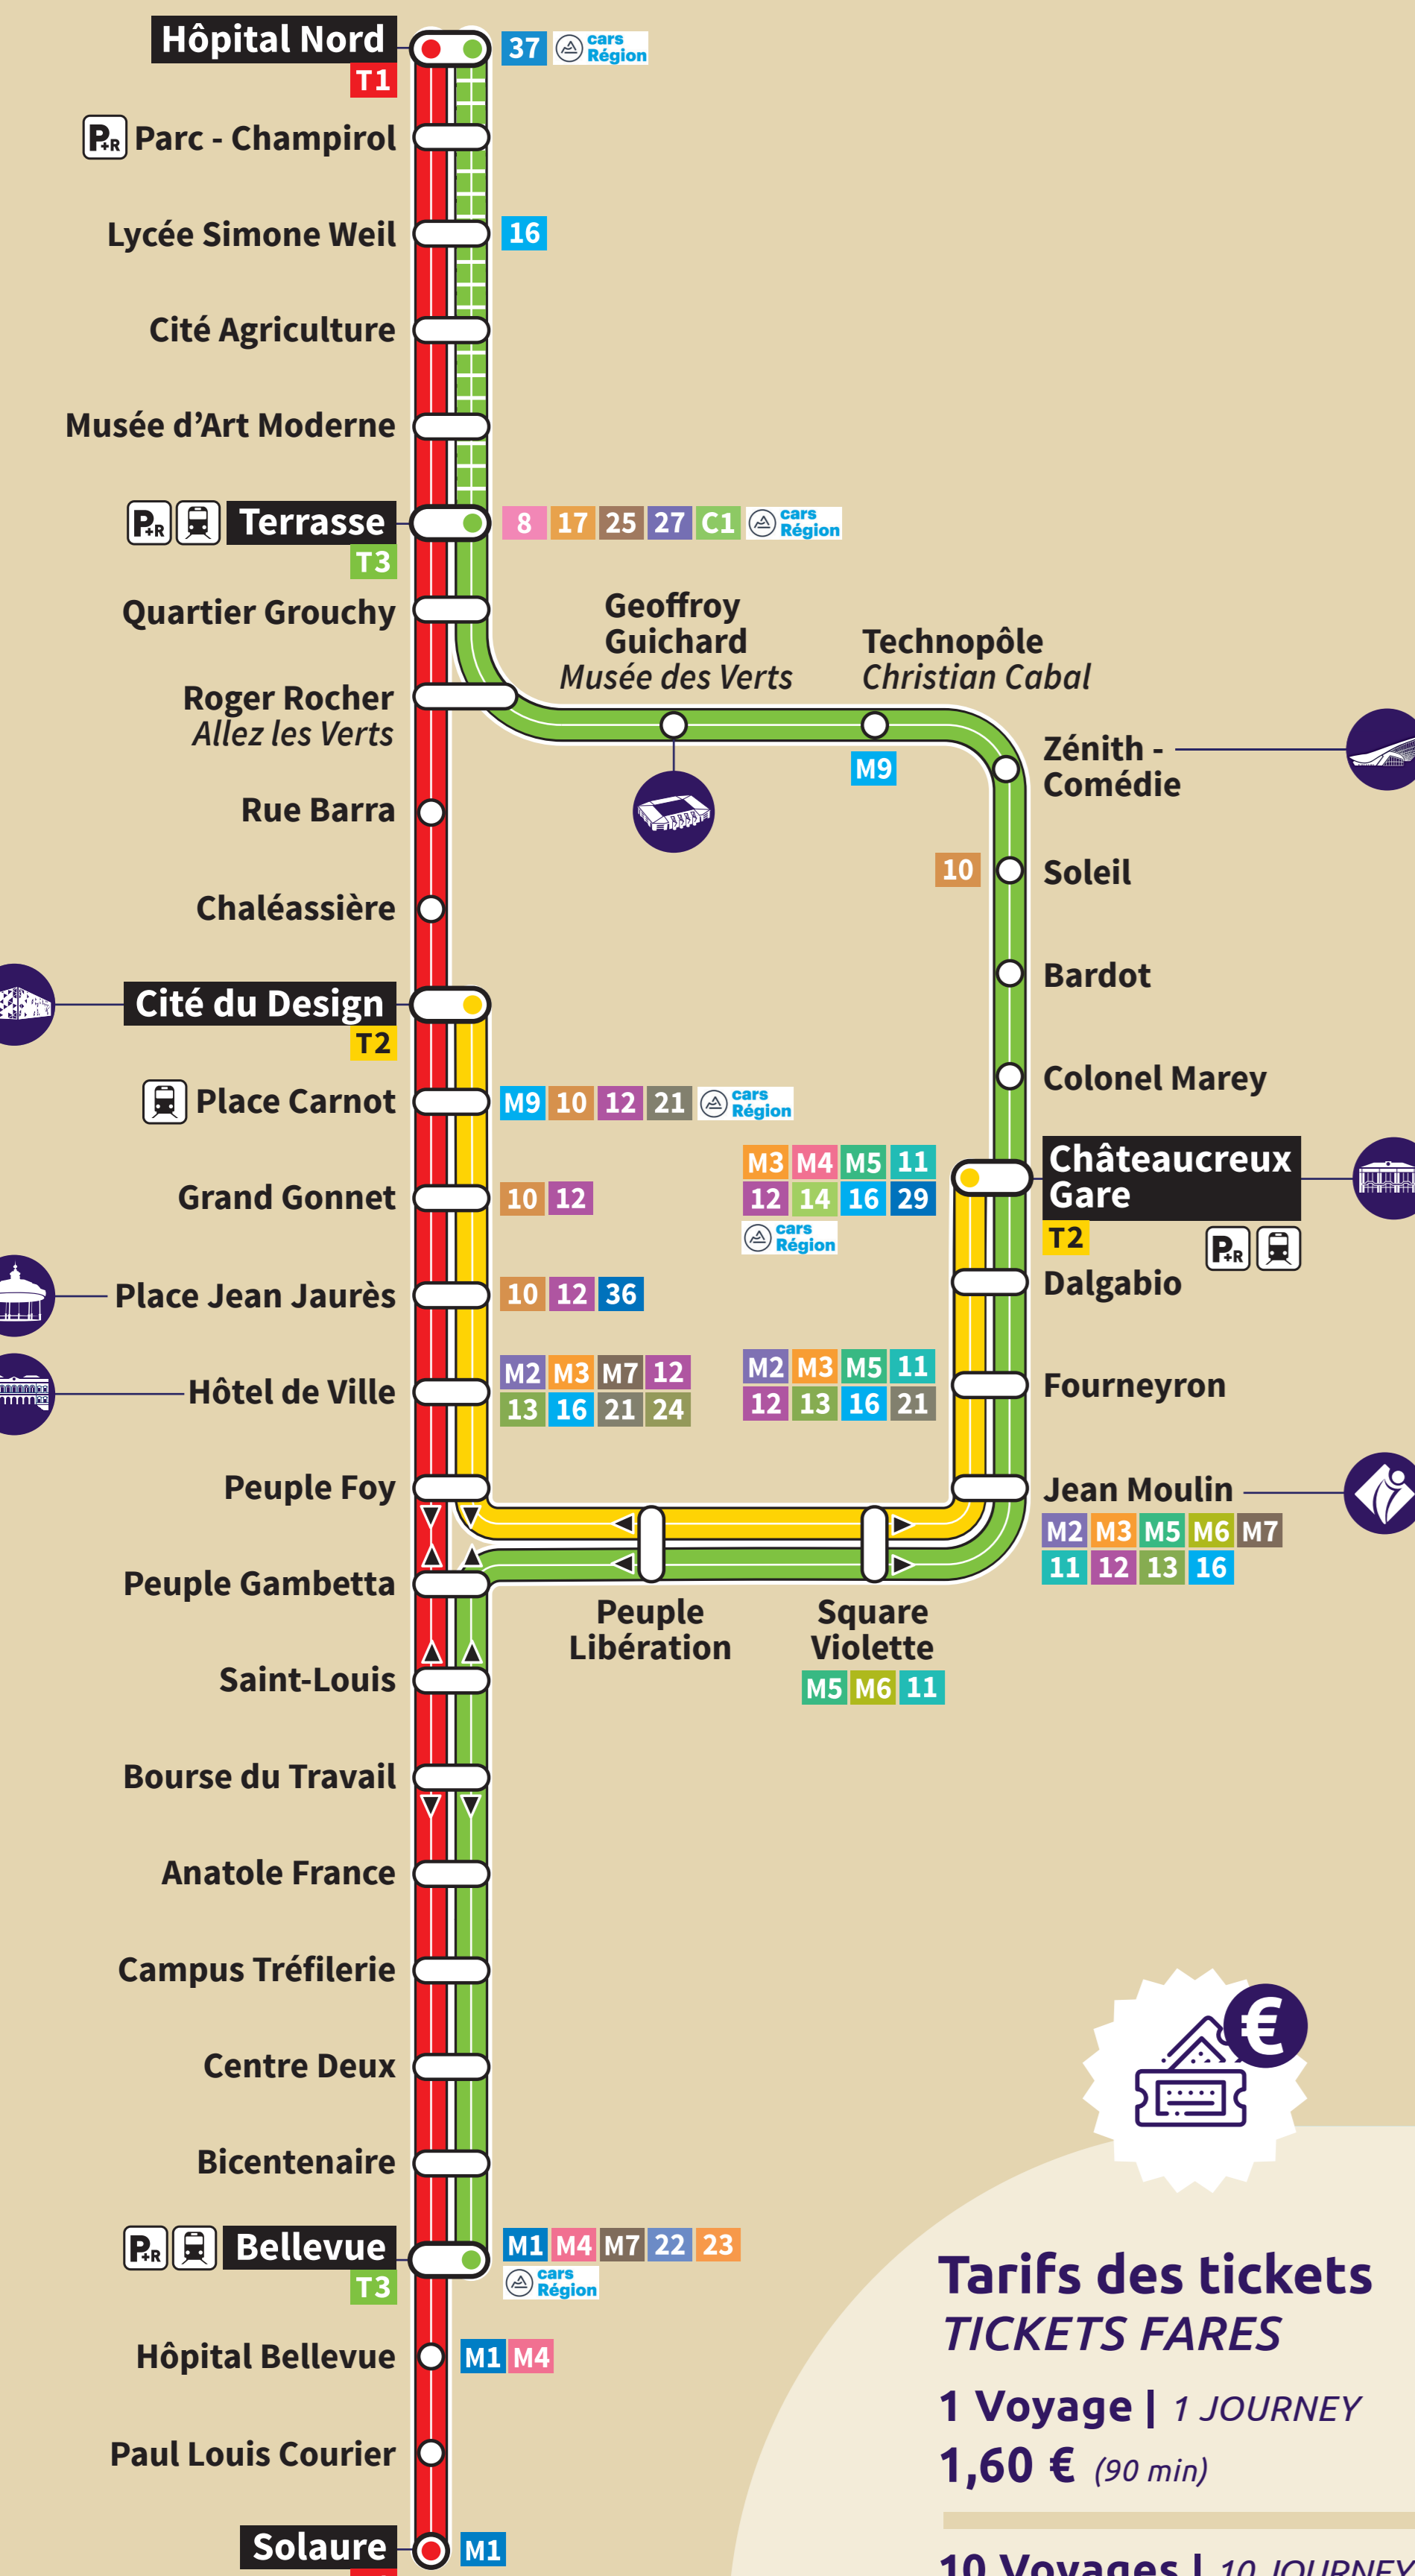 Hôpital Nord
T1
37
cars
Région
P+R Parc - Champirol
Lycée Simone Weil
16
Cité Agriculture
Musée d’Art Moderne
P+R Terrasse
T3
8 17 25 27 C1
cars
Région
Quartier Grouchy
Roger Rocher
Allez les Verts
Geoffroy
Guichard
Musée des Verts
Technopôle
Christian Cabal
M9
Zénith -
Comédie
Rue Barra
10
Soleil
Chaléassière
Bardot
Cité du Design
T2
Colonel Marey
Place Carnot
M9 10 12 21
cars
Région
M3 M4 M5 11
12 14 16 29
cars
Région
Châteaucreux
Gare
T2
P+R
Grand Gonnet
10 12
Dalgabio
Place Jean Jaurès
10 12 36
Hôtel de Ville
M2 M3 M7 12
13 16 21 24
M2 M3 M5 11
12 13 16 21
Fourneyron
Peuple Foy
Jean Moulin
M2 M3 M5 M6 M7
11 12 13 16
Peuple Gambetta
Peuple
Libération
Square
Violette
M5 M6 11
Saint-Louis
Bourse du Travail
Anatole France
Campus Tréfilerie
Centre Deux
Bicentenaire
P+R Bellevue
T3
M1 M4 M7 22 23
cars
Région
Hôpital Bellevue
M1 M4
Paul Louis Courier
Solaure
M1
€
Tarifs des tickets
TICKETS FARES
1 Voyage | 1 JOURNEY
1,60 € (90 min)
10 Voyages | 10 JOURNEY